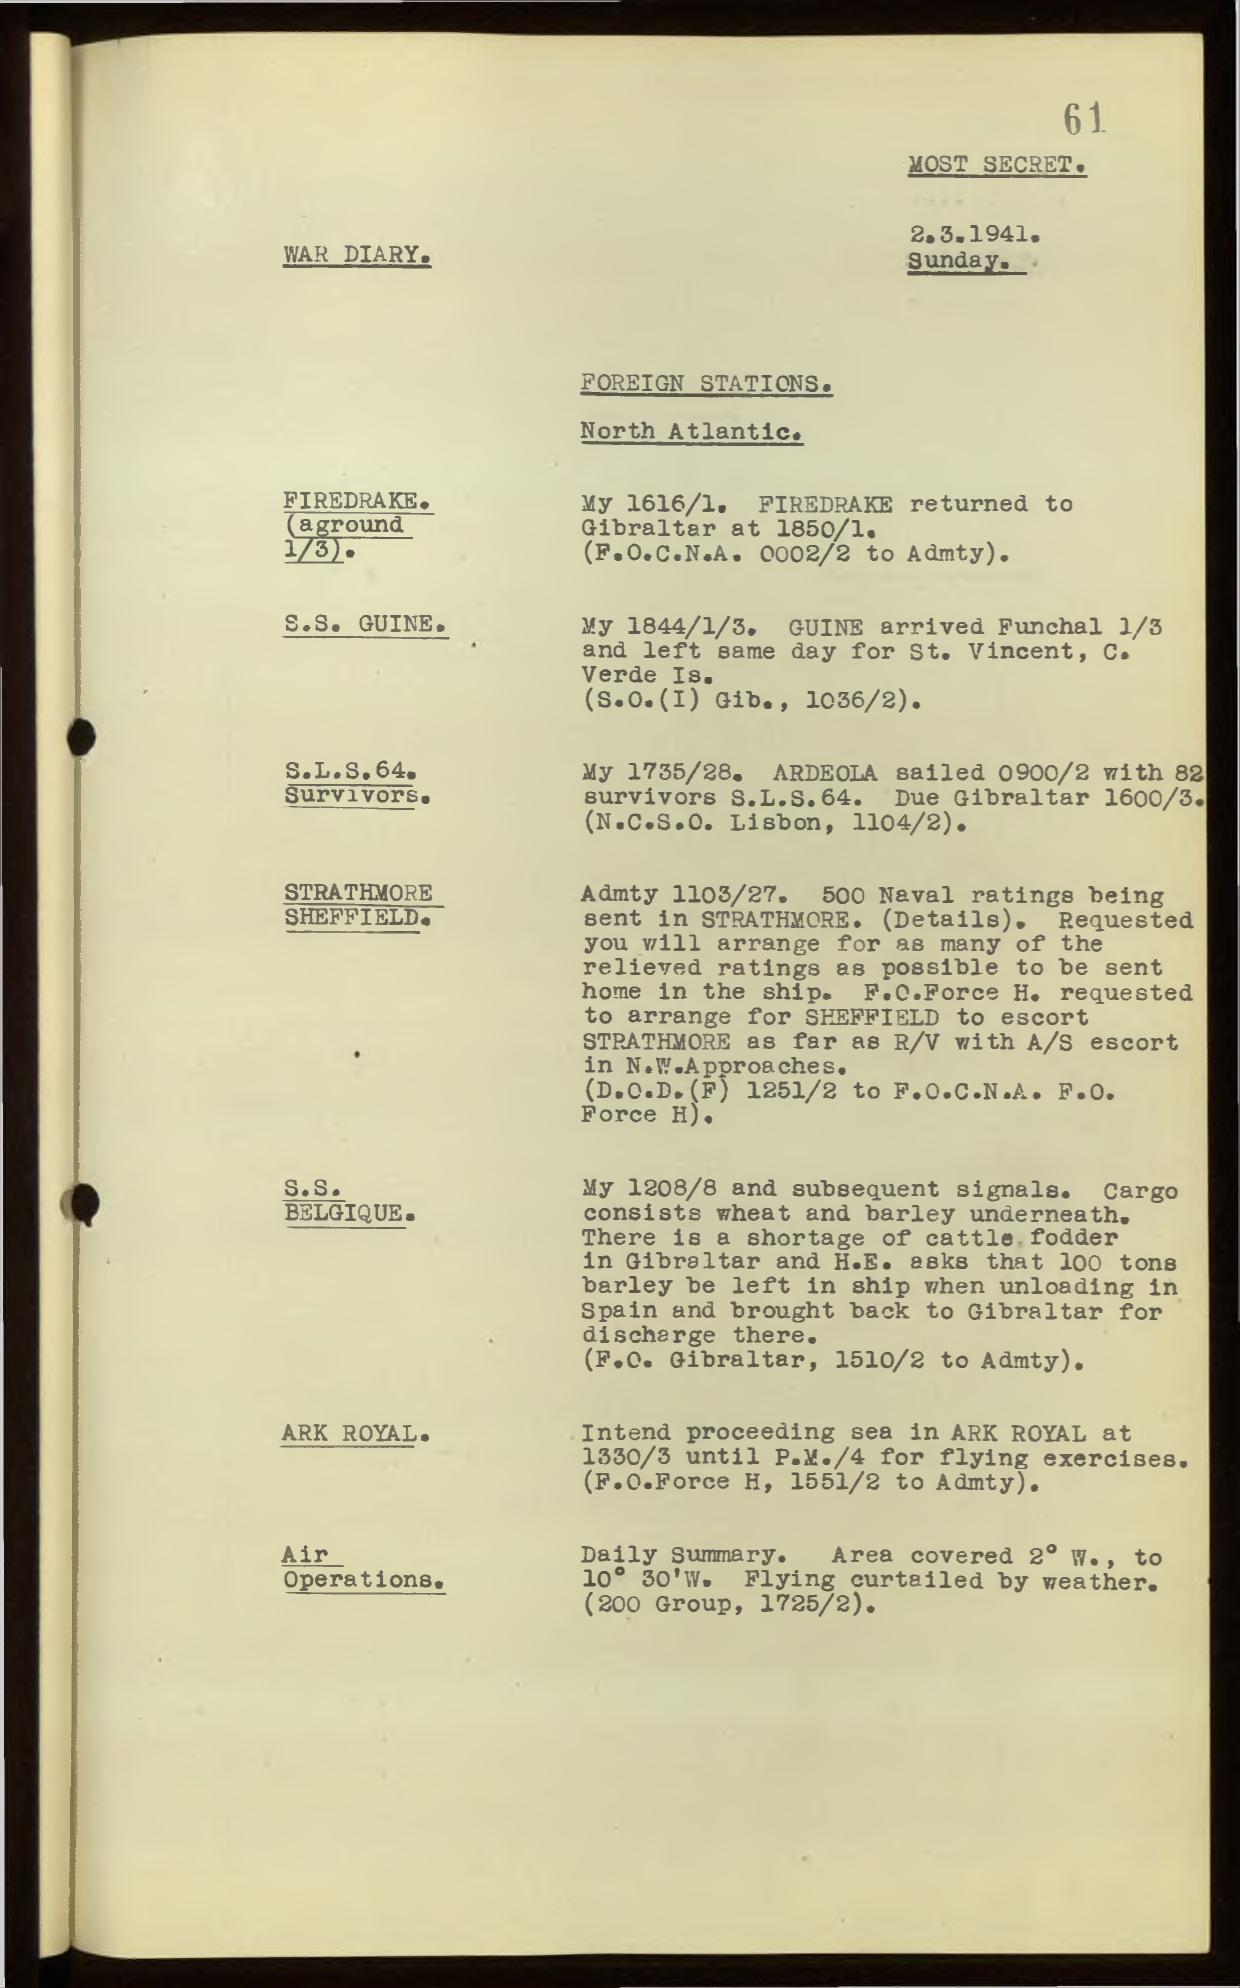 61
MOST SECRET.
2.3.1941.
WAR DIARY.
Sunday.
FOREIGN STATIONS.
North Atlantic.
FIREDRAKE.
(aground
1/3).
My 1616/1. FIREDRAKE returned to
Gibraltar at 1850/1.
(F.O.C.N.A. 0002/2 to Admty).
S.S. GUINE.
My 1844/1/3. GUINE arrived Funchal 1/3
and left same day for St. Vincent, C.
Verde Is.
(S.O.(I) Gib., 1036/2).
S.L.S.64.
Survivors.
My 1735/28. ARDEOLA sailed 0900/2 with 82
survivors S.L.S.64. Due Gibraltar 1600/3.
(N.C.S.O. Lisbon, 1104/2).
STRATHMORE
SHEFFIELD.
Admty 1103/27. 500 Naval ratings being
sent in STRATHMORE. (Details). Requested
you will arrange for as many of the
relieved ratings as possible to be sent
home in the ship. F.O.Force H. requested
to arrange for SHEFFIELD to escort
STRATHMORE as far as R/V with A/S escort
in N.W.Approaches.
(D.O.D.(F) 1251/2 to F.O.C.N.A. F.O.
Force H).
S.S.
BELGIQUE.
My 1208/8 and subsequent signals. Cargo
consists wheat and barley underneath.
There is a shortage of cattle fodder
in Gibraltar and H.E. asks that 100 tons
barley be left in ship when unloading in
Spain and brought back to Gibraltar for
discharge there.
(F.O. Gibraltar, 1510/2 to Admty).
ARK ROYAL.
Intend proceeding sea in ARK ROYAL at
1330/3 until P.M./4 for flying exercises.
(F.O.Force H, 1551/2 to Admty).
Air
Operations.
Daily Summary. Area covered 2° W., to
10° 30'W. Flying curtailed by weather.
(200 Group, 1725/2).